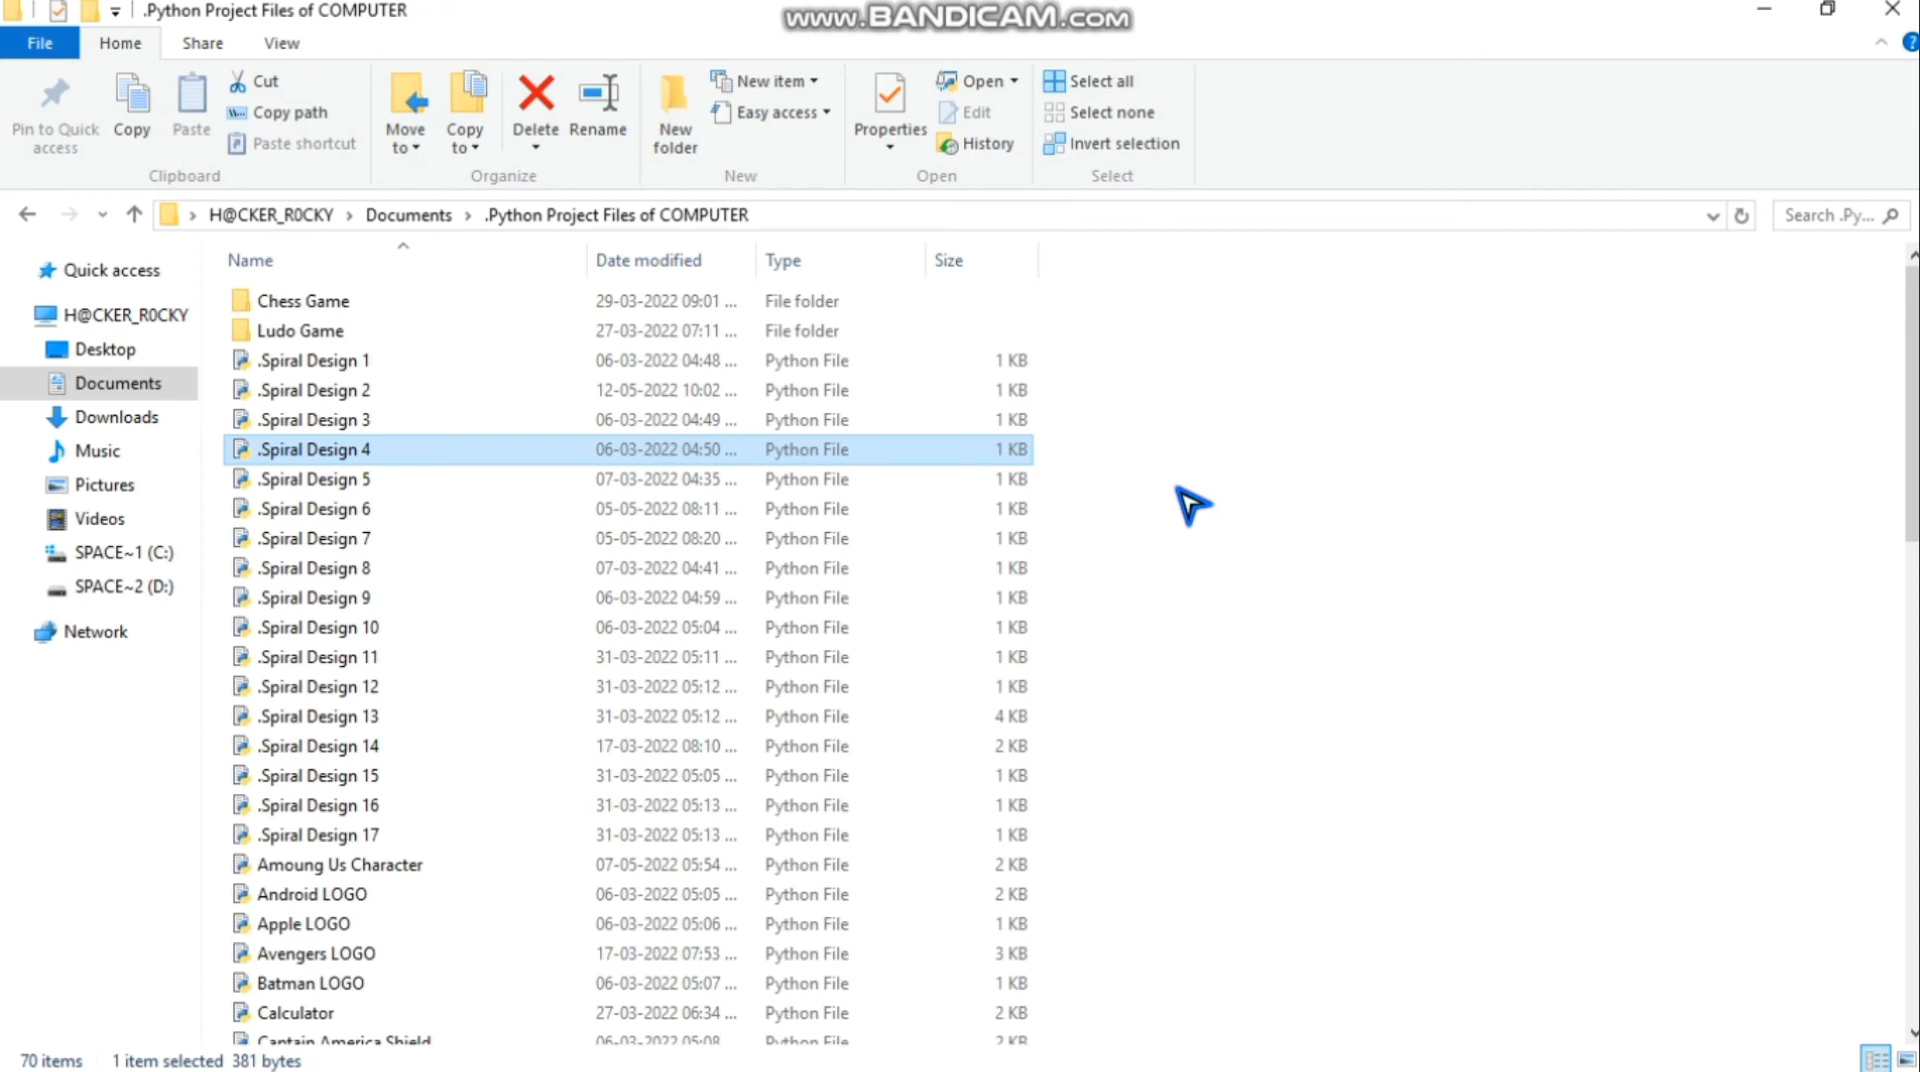 .Python Project Files of COMPUTER
www.BANDICAM.com
File Home Share View
Pin to Quick access
Copy
Paste
Cut
Copy path
Paste shortcut
Clipboard
Move to
Copy to
Delete
Rename
Organize
New folder
New item
Easy access
New
Properties
Open
Edit
History
Open
Select all
Select none
Invert selection
Select
H@CKER_R0CKY › Documents › .Python Project Files of COMPUTER
Search .Py...
Quick access
H@CKER_R0CKY
Desktop
Documents
Downloads
Music
Pictures
Videos
SPACE~1 (C:)
SPACE~2 (D:)
Network
Name Date modified Type Size
Chess Game 29-03-2022 09:01 ... File folder
Ludo Game 27-03-2022 07:11 ... File folder
.Spiral Design 1 06-03-2022 04:48 ... Python File 1 KB
.Spiral Design 2 12-05-2022 10:02 ... Python File 1 KB
.Spiral Design 3 06-03-2022 04:49 ... Python File 1 KB
.Spiral Design 4 06-03-2022 04:50 ... Python File 1 KB
.Spiral Design 5 07-03-2022 04:35 ... Python File 1 KB
.Spiral Design 6 05-05-2022 08:11 ... Python File 1 KB
.Spiral Design 7 05-05-2022 08:20 ... Python File 1 KB
.Spiral Design 8 07-03-2022 04:41 ... Python File 1 KB
.Spiral Design 9 06-03-2022 04:59 ... Python File 1 KB
.Spiral Design 10 06-03-2022 05:04 ... Python File 1 KB
.Spiral Design 11 31-03-2022 05:11 ... Python File 1 KB
.Spiral Design 12 31-03-2022 05:12 ... Python File 1 KB
.Spiral Design 13 31-03-2022 05:12 ... Python File 4 KB
.Spiral Design 14 17-03-2022 08:10 ... Python File 2 KB
.Spiral Design 15 31-03-2022 05:05 ... Python File 1 KB
.Spiral Design 16 31-03-2022 05:13 ... Python File 1 KB
.Spiral Design 17 31-03-2022 05:13 ... Python File 1 KB
Amoung Us Character 07-05-2022 05:54 ... Python File 2 KB
Android LOGO 06-03-2022 05:05 ... Python File 2 KB
Apple LOGO 06-03-2022 05:06 ... Python File 1 KB
Avengers LOGO 17-03-2022 07:53 ... Python File 3 KB
Batman LOGO 06-03-2022 05:07 ... Python File 1 KB
Calculator 27-03-2022 06:34 ... Python File 2 KB
Captain America Shield 06-03-2022 05:08 ... Python File 2 KB
70 items 1 item selected 381 bytes